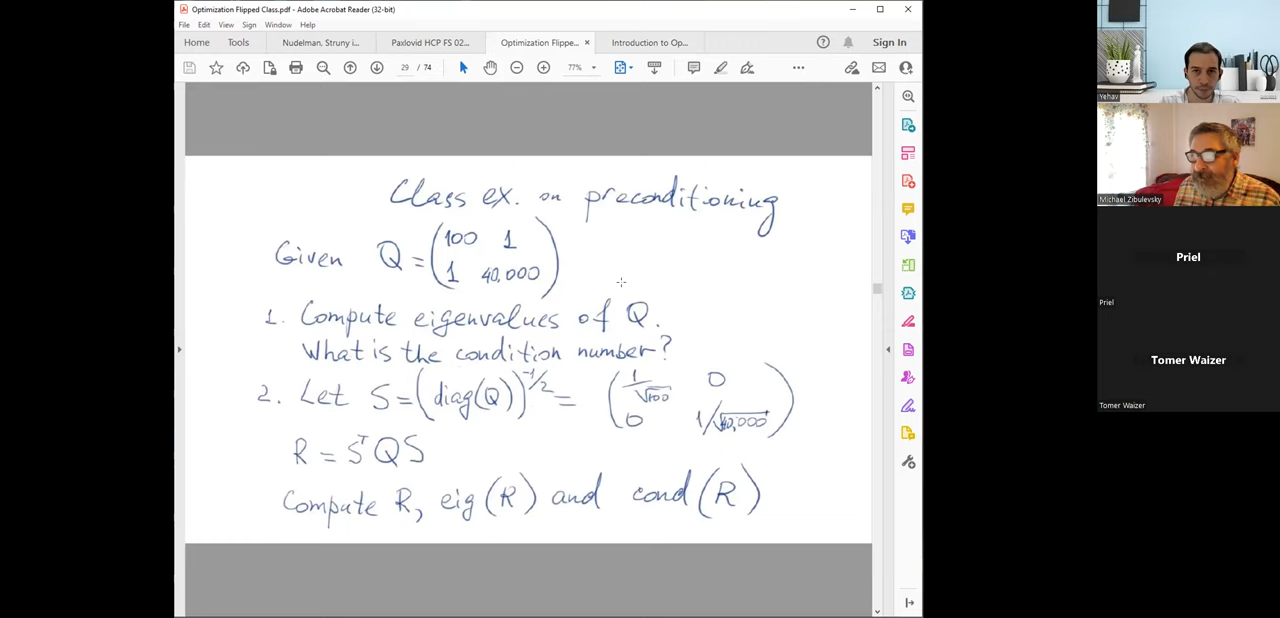 Optimization Flipped Class.pdf - Adobe Acrobat Reader (32-bit)
File Edit View Sign Window Help
Home Tools Nudelman, Struny i... Paxlovid HCP FS 02... Optimization Flippe... × Introduction to Op... Sign In
29 / 74 77%
Class ex. on preconditioning
Given Q = (100 1
1 40,000)
1. Compute eigenvalues of Q.
What is the condition number?
2. Let S = (diag(Q))^-1/2 = (1/√100 0
0 1/√40,000)
R = S^T Q S
Compute R, eig(R) and cond(R)
Yehav
Michael Zibulevsky
Priel
Priel
Tomer Waizer
Tomer Waizer